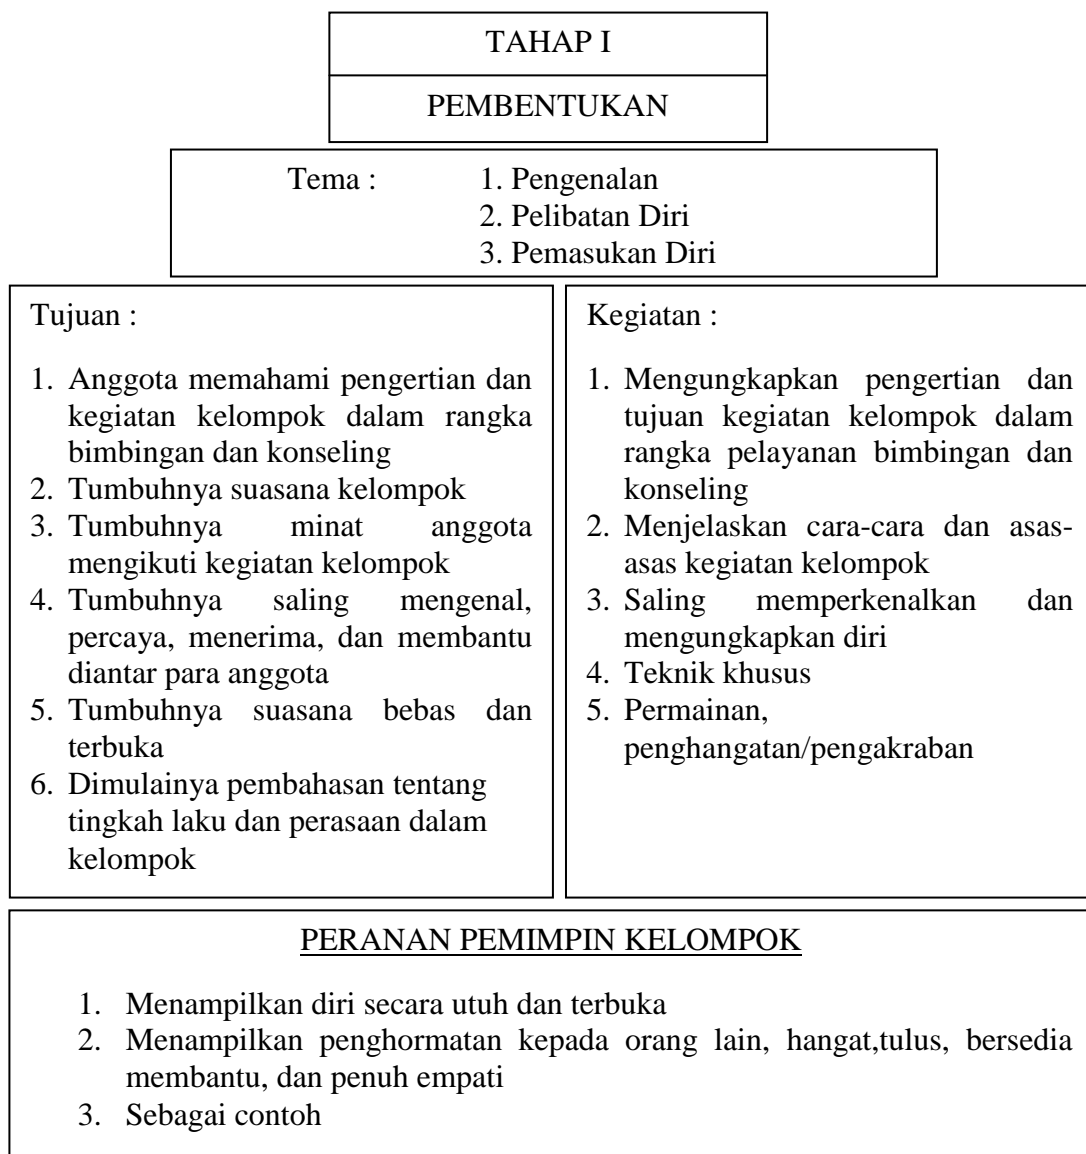 TAHAP I
PEMBENTUKAN
Tema : 1. Pengenalan
2. Pelibatan Diri
3. Pemasukan Diri
Tujuan :
1. Anggota memahami pengertian dan
kegiatan kelompok dalam rangka
bimbingan dan konseling
2. Tumbuhnya suasana kelompok
3. Tumbuhnya minat anggota
mengikuti kegiatan kelompok
4. Tumbuhnya saling mengenal,
percaya, menerima, dan membantu
diantar para anggota
5. Tumbuhnya suasana bebas dan
terbuka
6. Dimulainya pembahasan tentang
tingkah laku dan perasaan dalam
kelompok
Kegiatan :
1. Mengungkapkan pengertian dan
tujuan kegiatan kelompok dalam
rangka pelayanan bimbingan dan
konseling
2. Menjelaskan cara-cara dan asas-
asas kegiatan kelompok
3. Saling memperkenalkan dan
mengungkapkan diri
4. Teknik khusus
5. Permainan,
penghangatan/pengakraban
PERANAN PEMIMPIN KELOMPOK
1. Menampilkan diri secara utuh dan terbuka
2. Menampilkan penghormatan kepada orang lain, hangat,tulus, bersedia
membantu, dan penuh empati
3. Sebagai contoh